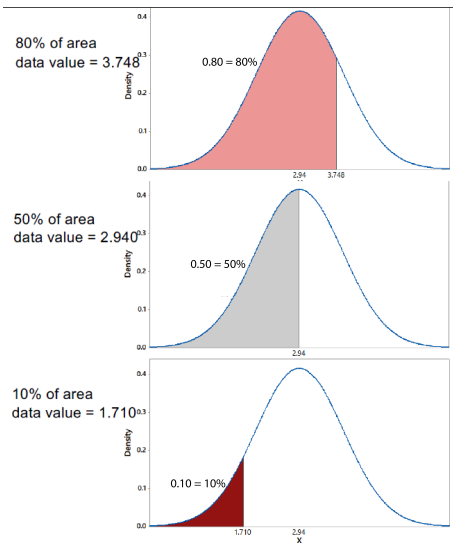 80% of area
data value = 3.748
0.80 = 80%
Density
0.4
0.3
0.2
0.1
0.0
2.94 3.748
50% of area
data value = 2.940
0.50 = 50%
Density
0.4
0.3
0.2
0.1
0.0
2.94
10% of area
data value = 1.710
0.10 = 10%
Density
0.4
0.3
0.2
0.1
0.0
1.710 2.94
X